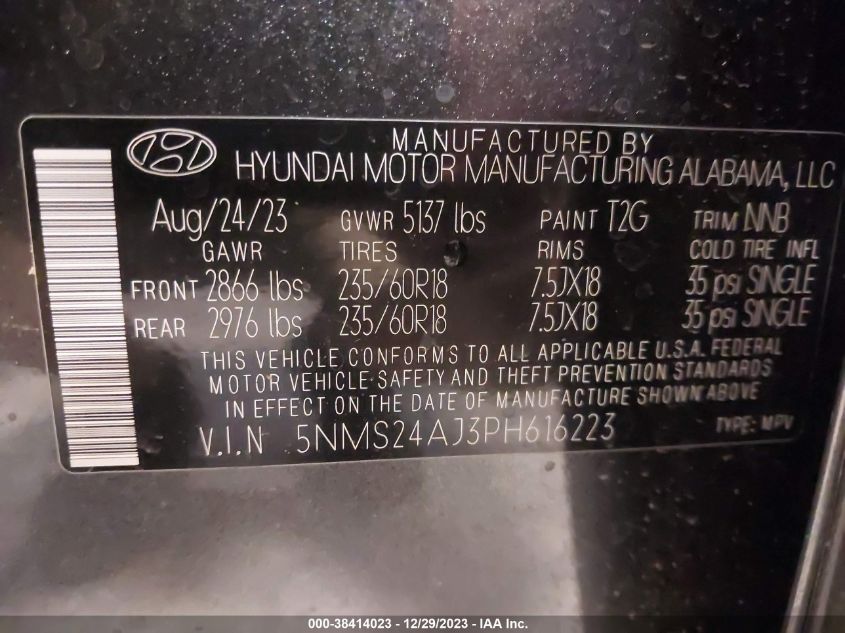 MANUFACTURED BY
HYUNDAI MOTOR MANUFACTURING ALABAMA, LLC
Aug/24/23 GVWR 5137 lbs PAINT T2G TRIM NNB
GAWR TIRES RIMS COLD TIRE INFL
FRONT 2866 lbs 235/60R18 7.5JX18 35 psi SINGLE
REAR 2976 lbs 235/60R18 7.5JX18 35 psi SINGLE
THIS VEHICLE CONFORMS TO ALL APPLICABLE U.S.A. FEDERAL
MOTOR VEHICLE SAFETY AND THEFT PREVENTION STANDARDS
IN EFFECT ON THE DATE OF MANUFACTURE SHOWN ABOVE
V.I.N 5NMS24AJ3PH616223 TYPE: MPV
000-38414023 - 12/29/2023 - IAA Inc.